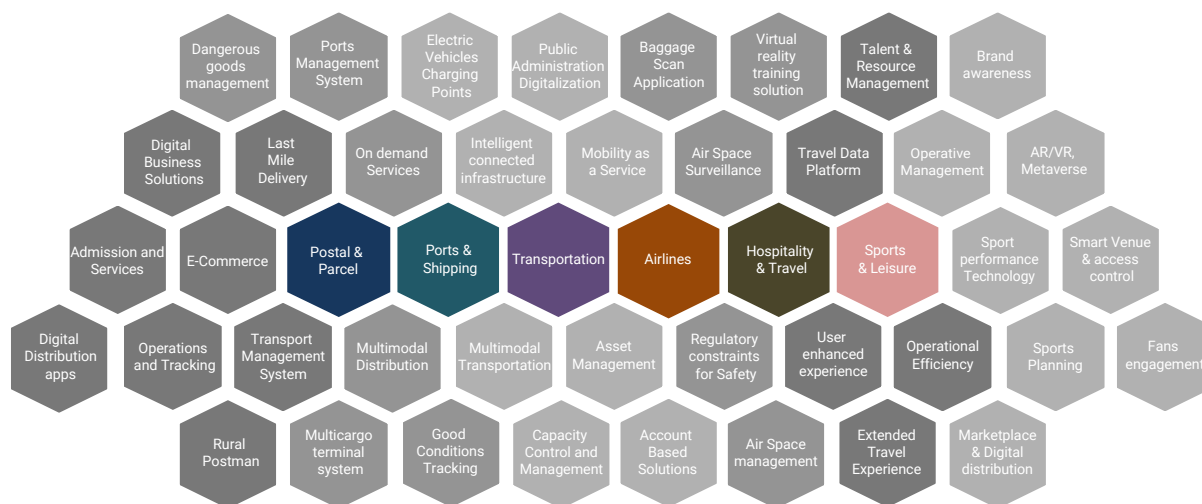 Dangerous
goods
management
Ports
Management
System
Electric
Vehicles
Charging
Points
Public
Administration
Digitalization
Baggage
Scan
Application
Virtual
reality
training
solution
Talent &
Resource
Management
Brand
awareness
Digital
Business
Solutions
Last
Mile
Delivery
On demand
Services
Intelligent
connected
infrastructure
Mobility as
a Service
Air Space
Surveillance
Travel Data
Platform
Operative
Management
AR/VR,
Metaverse
Admission and
Services
E-Commerce
Postal &
Parcel
Ports &
Shipping
Transportation
Airlines
Hospitality
& Travel
Sports
& Leisure
Sport
performance
Technology
Smart Venue
& access
control
Digital
Distribution
apps
Operations
and Tracking
Transport
Management
System
Multimodal
Distribution
Multimodal
Transportation
Asset
Management
Regulatory
constraints
for Safety
User
enhanced
experience
Operational
Efficiency
Sports
Planning
Fans
engagement
Rural
Postman
Multicargo
terminal
system
Good
Conditions
Tracking
Capacity
Control and
Management
Account
Based
Solutions
Air Space
management
Extended
Travel
Experience
Marketplace
& Digital
distribution